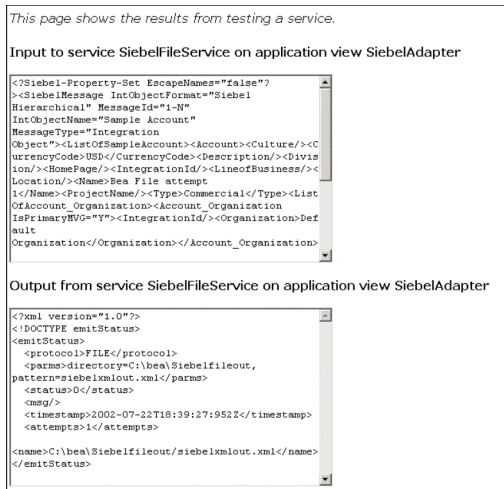 This page shows the results from testing a service.
Input to service SiebelFileService on application view SiebelAdapter
<?Siebel-Property-Set EscapeNames="false"?
><SiebelMessage IntObjectFormat="Siebel
Hierarchical" MessageId="1-N"
IntObjectName="Sample Account"
MessageType="Integration
Object"><ListOfSampleAccount><Account><Culture/><C
urrencyCode>USD</CurrencyCode><Description/><Divis
ion/><HomePage/><IntegrationId/><LineofBusiness/><
Location/><Name>Bea File attempt
1</Name><ProjectName/><Type>Commercial</Type><List
OfAccount_Organization><Account_Organization
IsPrimaryMVG="Y"><IntegrationId/><Organization>Def
ault
Organization</Organization></Account_Organization>
Output from service SiebelFileService on application view SiebelAdapter
<?xml version="1.0"?>
<!DOCTYPE emitStatus>
<emitStatus>
<protocol>FILE</protocol>
<parms>directory=C:\bea\Siebelfileout,
pattern=siebelxmlout.xml</parms>
<status>0</status>
<msg/>
<timestamp>2002-07-22T18:39:27:952Z</timestamp>
<attempts>1</attempts>
<name>C:\bea\Siebelfileout/siebelxmlout.xml</name>
</emitStatus>